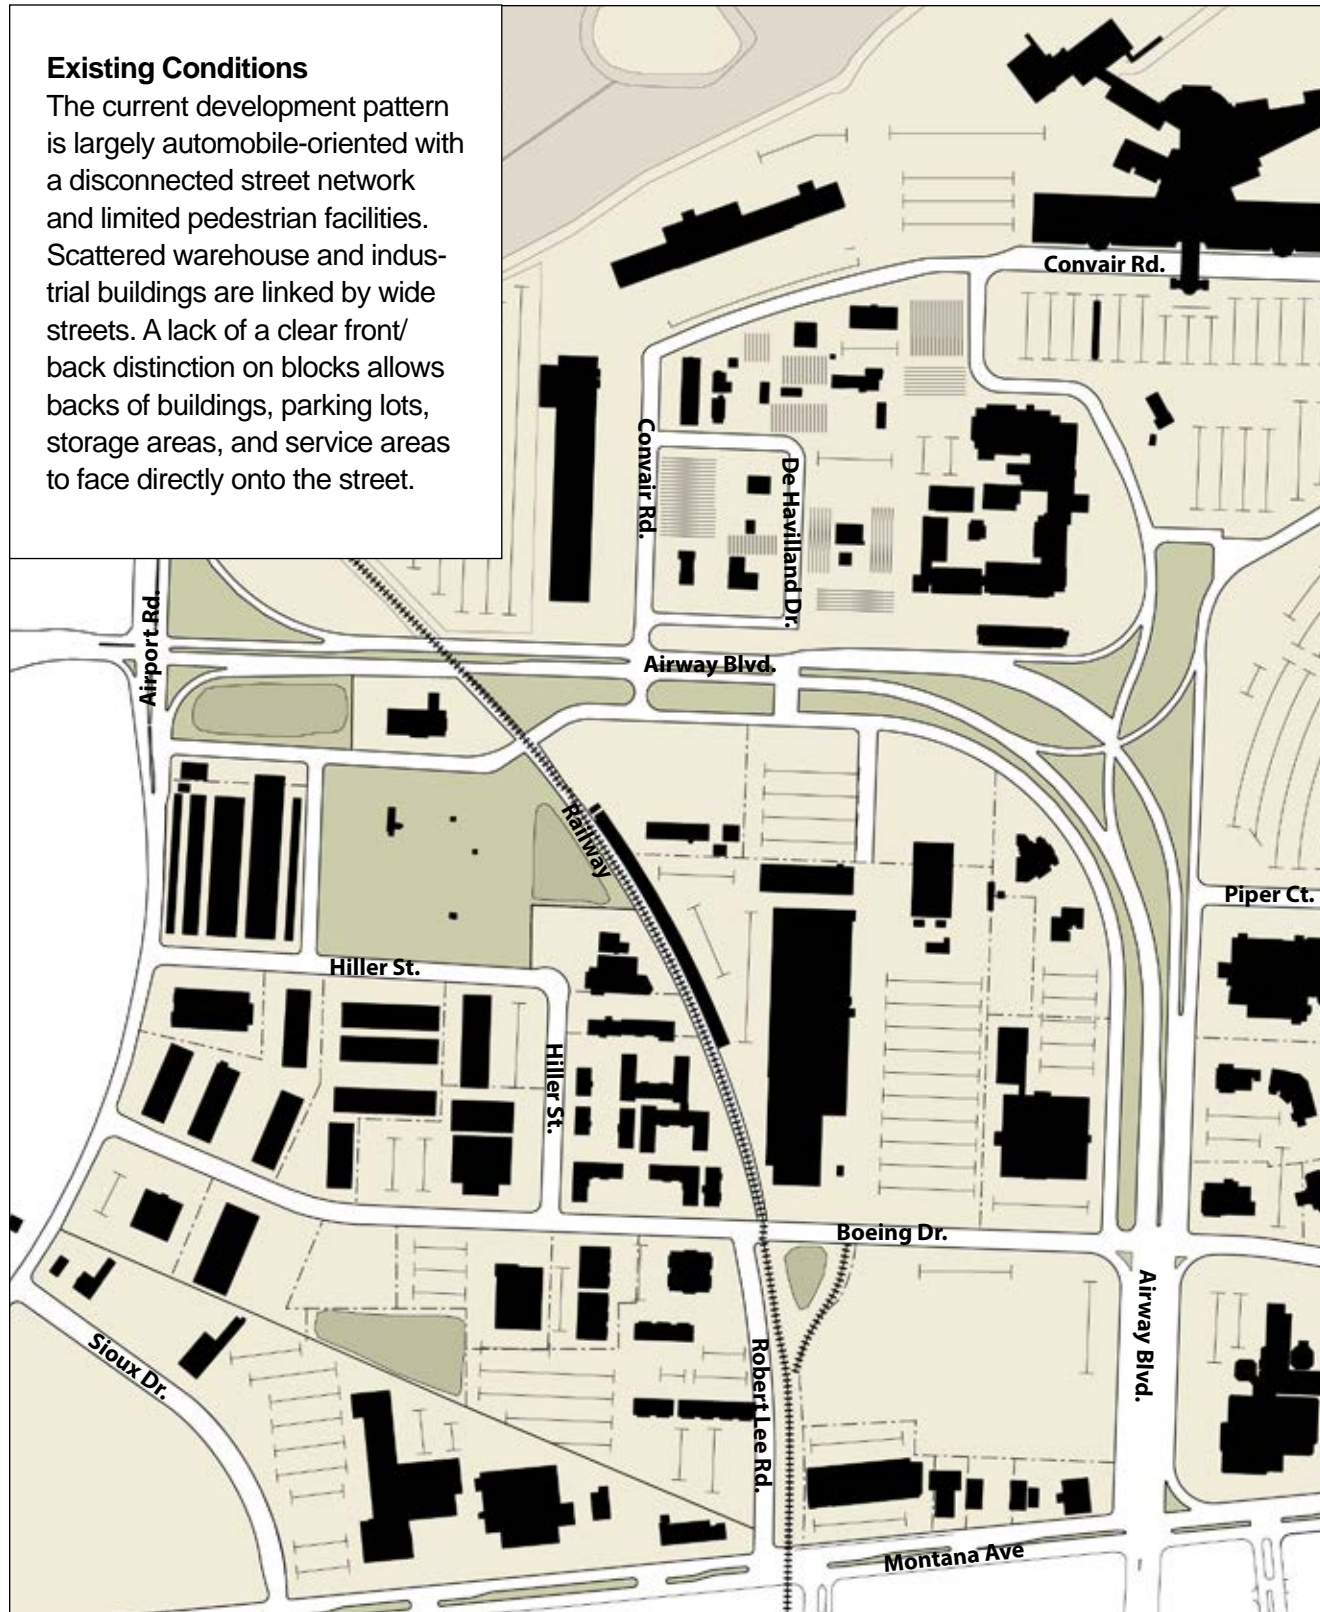 Existing Conditions
The current development pattern
is largely automobile-oriented with
a disconnected street network
and limited pedestrian facilities.
Scattered warehouse and indus-
trial buildings are linked by wide
streets. A lack of a clear front/
back distinction on blocks allows
backs of buildings, parking lots,
storage areas, and service areas
to face directly onto the street.
Convair Rd.
Convair Rd.
De Havilland Dr.
Airport Rd.
Airway Blvd.
Railway
Piper Ct.
Hiller St.
Hiller St.
Boeing Dr.
Airway Blvd.
Sioux Dr.
Robert Lee Rd.
Montana Ave